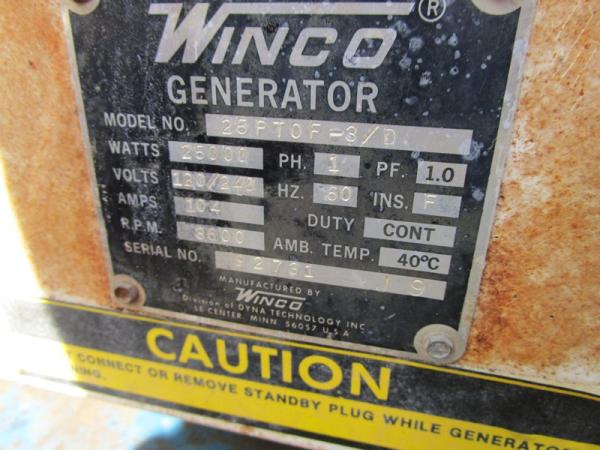 WINCO®
GENERATOR
MODEL NO. 25PTOF-3/D
WATTS 25000 PH. 1 PF. 1.0
VOLTS 120/240 HZ. 60 INS. F
AMPS 104 DUTY CONT
R.P.M. 3600 AMB. TEMP. 40°C
SERIAL NO. 92731 J9
MANUFACTURED BY
WINCO
Division of DYNA TECHNOLOGY INC.
LE CENTER, MINN. 56057 U.S.A.
CAUTION
CONNECT OR REMOVE STANDBY PLUG WHILE GENERATOR